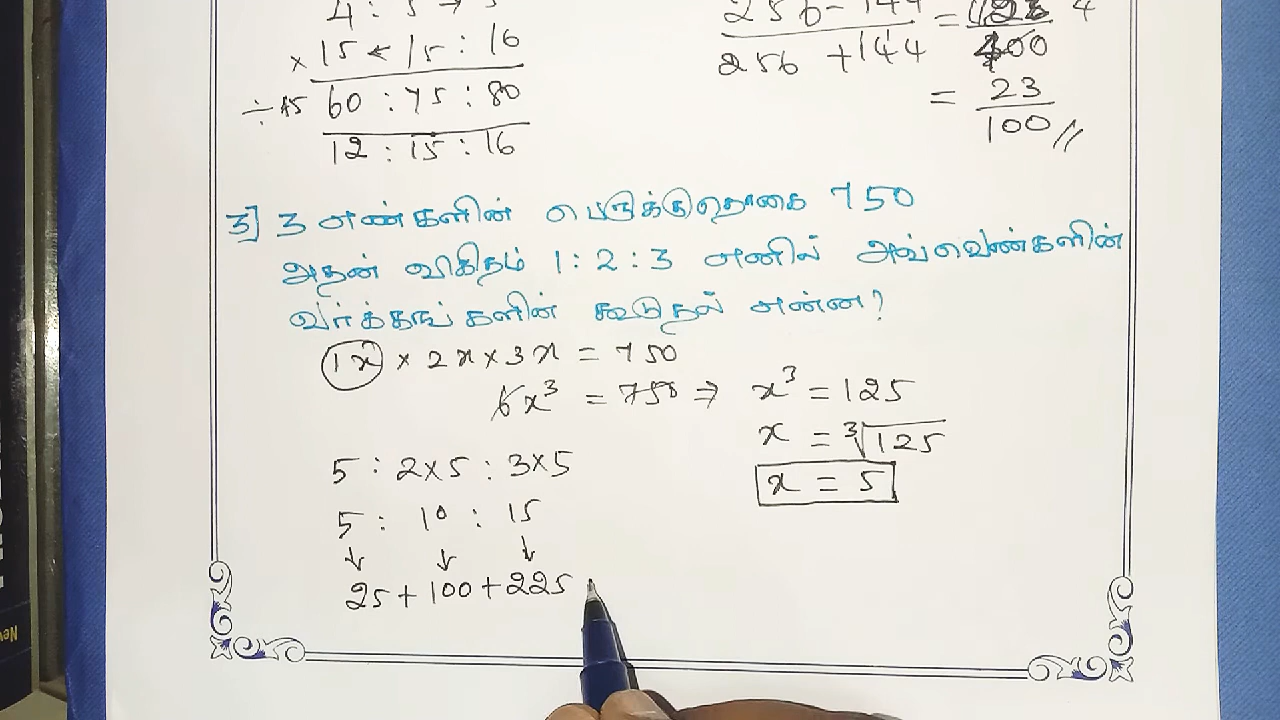 4 : 5 → 5
× 15 ← 15 : 16
÷ 15 60 : 75 : 80
12 : 15 : 16
256 - 144 =
256 + 144 400
= 23
100 //
3] 3 எண்களின் பெருக்குதொகை 750
அதன் விகிதம் 1 : 2 : 3 எனில் அவ்வெண்களின்
வர்க்கங்களின் கூடுதல் என்ன?
1x × 2x × 3x = 750
6x³ = 750 ⇒ x³ = 125
x = ³√125
x = 5
5 : 2×5 : 3×5
5 : 10 : 15
↓ ↓ ↓
25 + 100 + 225